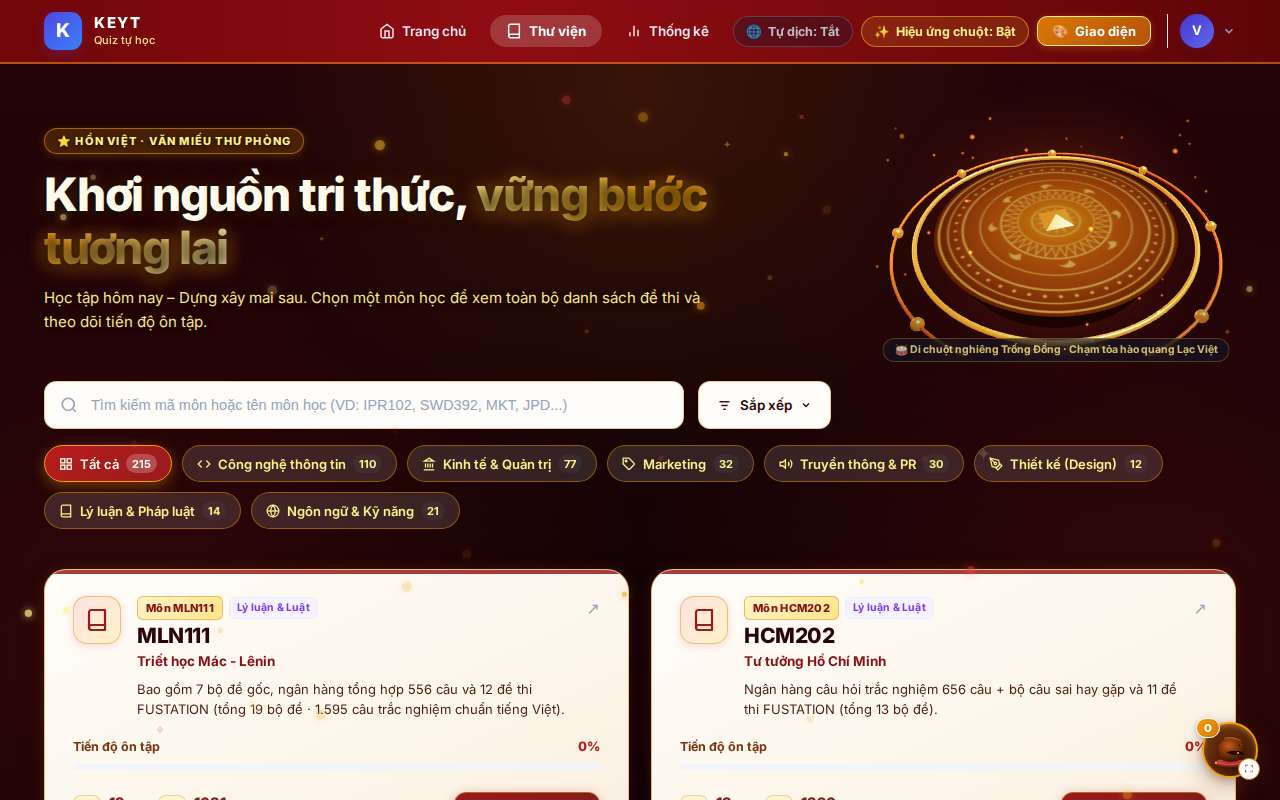 K
KEYT
Quiz tự học
Trang chủ
Thư viện
Thống kê
Tự dịch: Tắt
Hiệu ứng chuột: Bật
Giao diện
V
HỒN VIỆT · VĂN MIẾU THƯ PHÒNG
Khơi nguồn tri thức, vững bước
tương lai
Học tập hôm nay – Dựng xây mai sau. Chọn một môn học để xem toàn bộ danh sách đề thi và
theo dõi tiến độ ôn tập.
Di chuột nghiêng Trống Đồng · Chạm tỏa hào quang Lạc Việt
Tìm kiếm mã môn hoặc tên môn học (VD: IPR102, SWD392, MKT, JPD...)
Sắp xếp
Tất cả 215
Công nghệ thông tin 110
Kinh tế & Quản trị 77
Marketing 32
Truyền thông & PR 30
Thiết kế (Design) 12
Lý luận & Pháp luật 14
Ngôn ngữ & Kỹ năng 21
Môn MLN111 Lý luận & Luật
MLN111
Triết học Mác - Lênin
Bao gồm 7 bộ đề gốc, ngân hàng tổng hợp 556 câu và 12 đề thi
FUSTATION (tổng 19 bộ đề · 1.595 câu trắc nghiệm chuẩn tiếng Việt).
Tiến độ ôn tập 0%
Môn HCM202 Lý luận & Luật
HCM202
Tư tưởng Hồ Chí Minh
Ngân hàng câu hỏi trắc nghiệm 656 câu + bộ câu sai hay gặp và 11 đề
thi FUSTATION (tổng 13 bộ đề).
Tiến độ ôn tập 0%
0